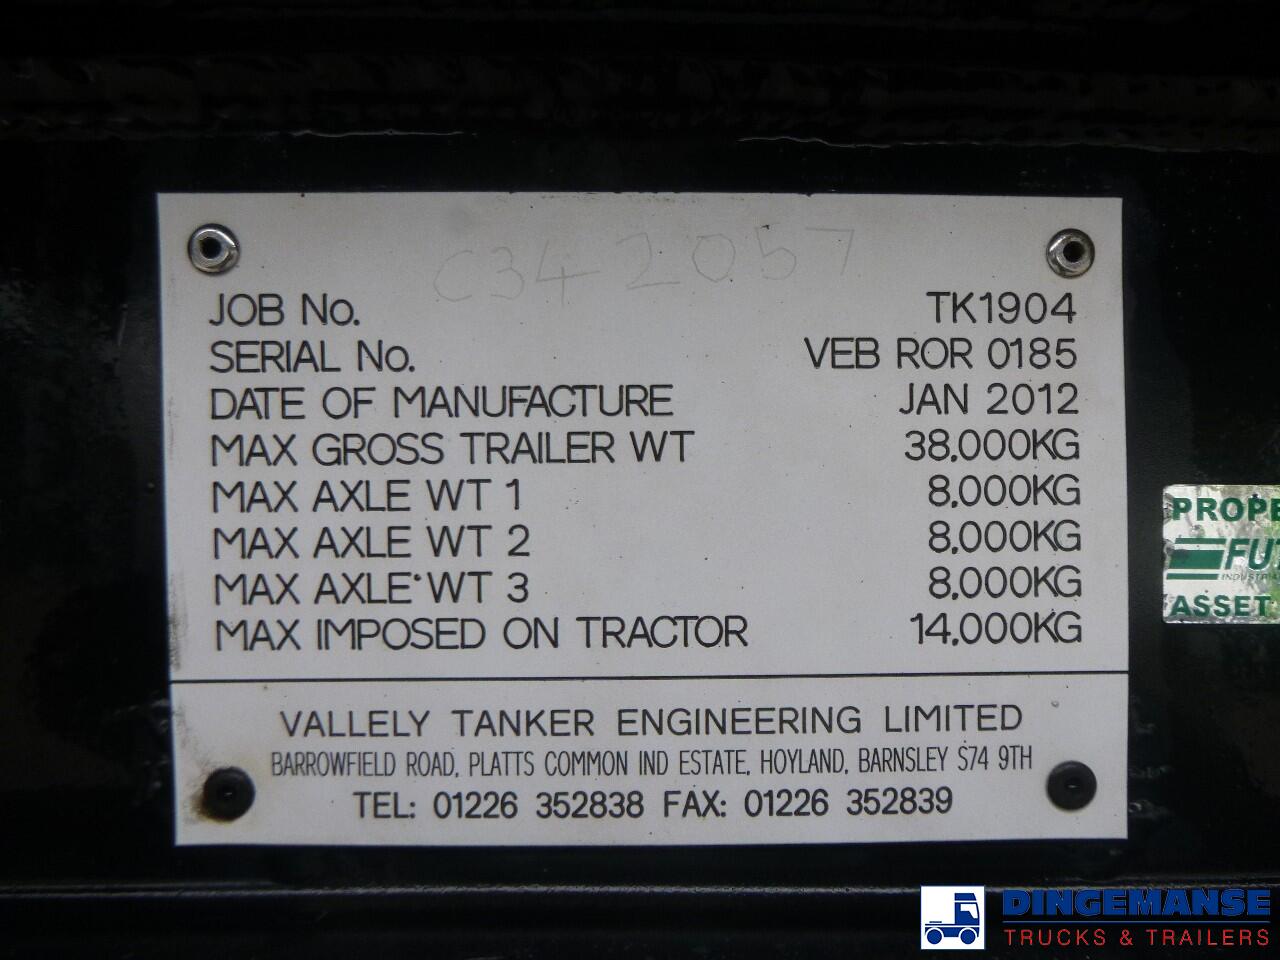 C342057
JOB No. TK1904
SERIAL No. VEB ROR 0185
DATE OF MANUFACTURE JAN 2012
MAX GROSS TRAILER WT 38,000KG
MAX AXLE WT 1 8,000KG
MAX AXLE WT 2 8,000KG
MAX AXLE WT 3 8,000KG
MAX IMPOSED ON TRACTOR 14,000KG
VALLELY TANKER ENGINEERING LIMITED
BARROWFIELD ROAD, PLATTS COMMON IND ESTATE, HOYLAND, BARNSLEY S74 9TH
TEL: 01226 352838 FAX: 01226 352839
PROPE
FUT
INDUSTRIA
ASSET
DINGEMANSE
TRUCKS & TRAILERS